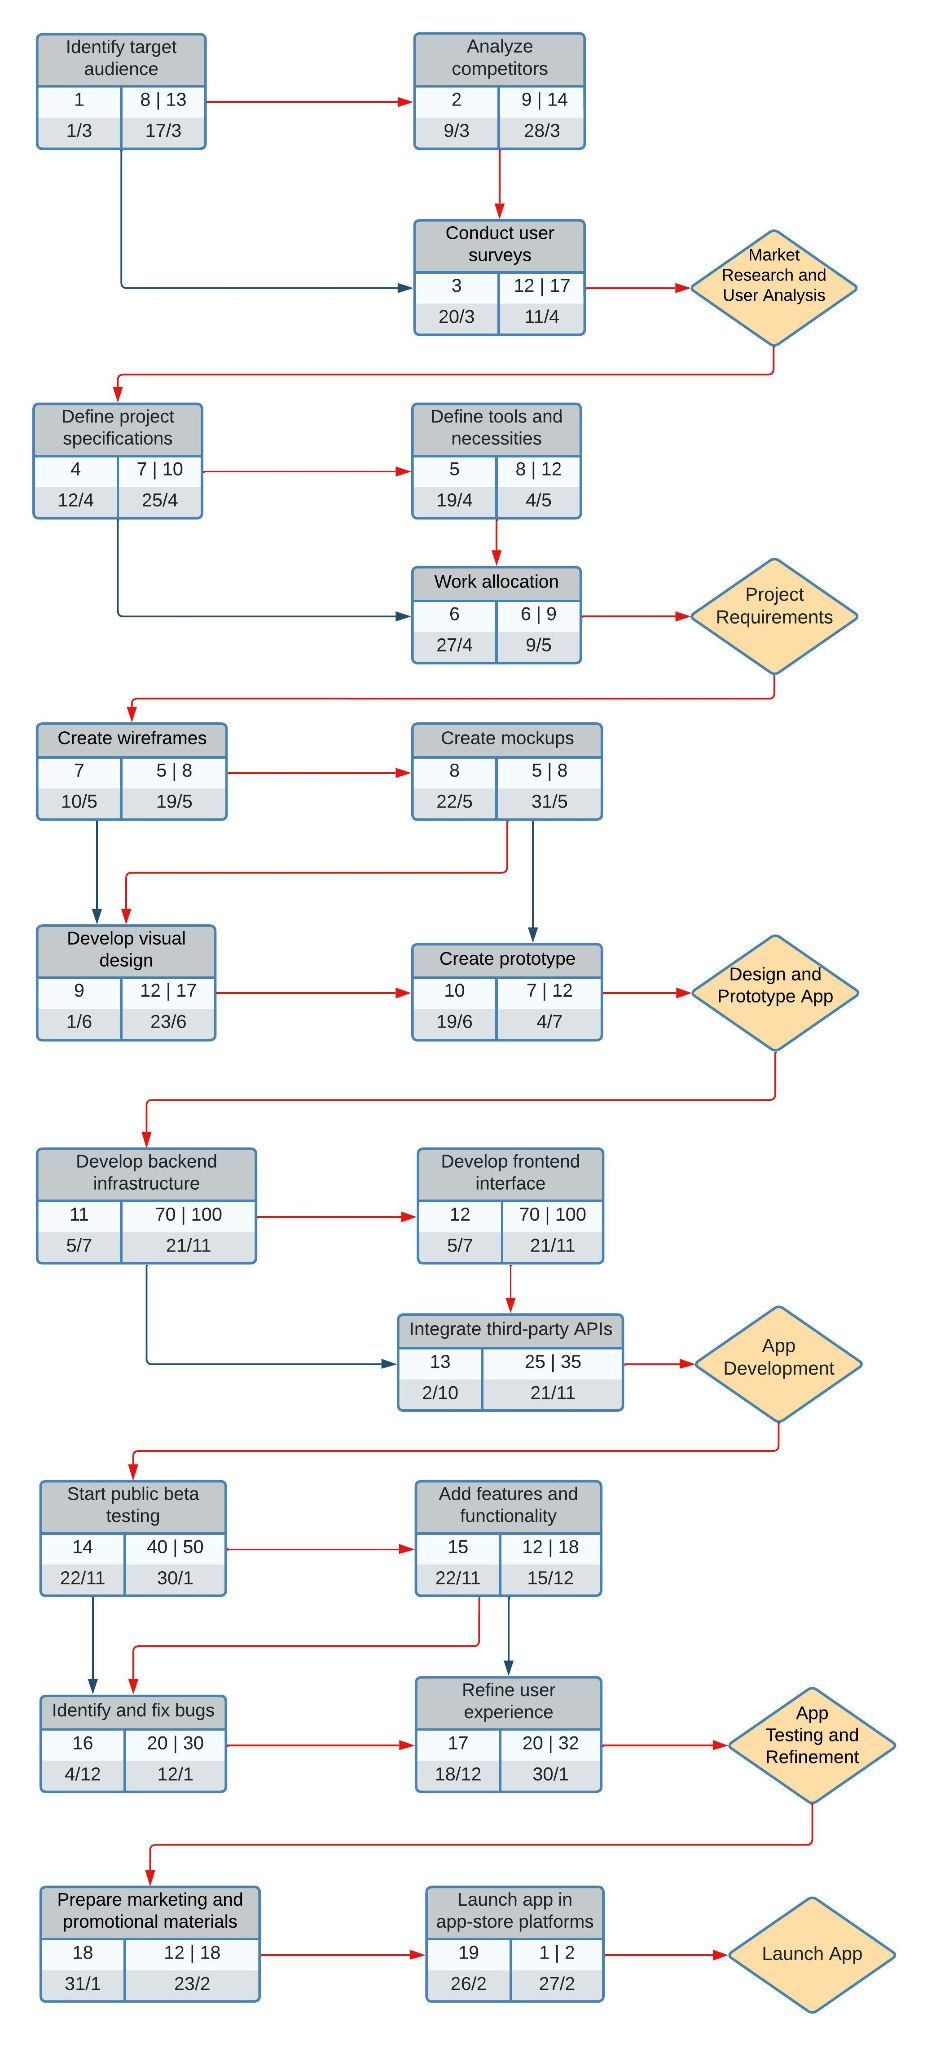 Identify target
audience
1
8 | 13
1/3
17/3
Analyze
competitors
2
9 | 14
9/3
28/3
Conduct user
surveys
3
12 | 17
20/3
11/4
Market
Research and
User Analysis
Define project
specifications
4
7 | 10
12/4
25/4
Define tools and
necessities
5
8 | 12
19/4
4/5
Work allocation
6
6 | 9
27/4
9/5
Project
Requirements
Create wireframes
7
5 | 8
10/5
19/5
Create mockups
8
5 | 8
22/5
31/5
Develop visual
design
9
12 | 17
1/6
23/6
Create prototype
10
7 | 12
19/6
4/7
Design and
Prototype App
Develop backend
infrastructure
11
70 | 100
5/7
21/11
Develop frontend
interface
12
70 | 100
5/7
21/11
Integrate third-party APIs
13
25 | 35
2/10
21/11
App
Development
Start public beta
testing
14
40 | 50
22/11
30/1
Add features and
functionality
15
12 | 18
22/11
15/12
Identify and fix bugs
16
20 | 30
4/12
12/1
Refine user
experience
17
20 | 32
18/12
30/1
App
Testing and
Refinement
Prepare marketing and
promotional materials
18
12 | 18
31/1
23/2
Launch app in
app-store platforms
19
1 | 2
26/2
27/2
Launch App